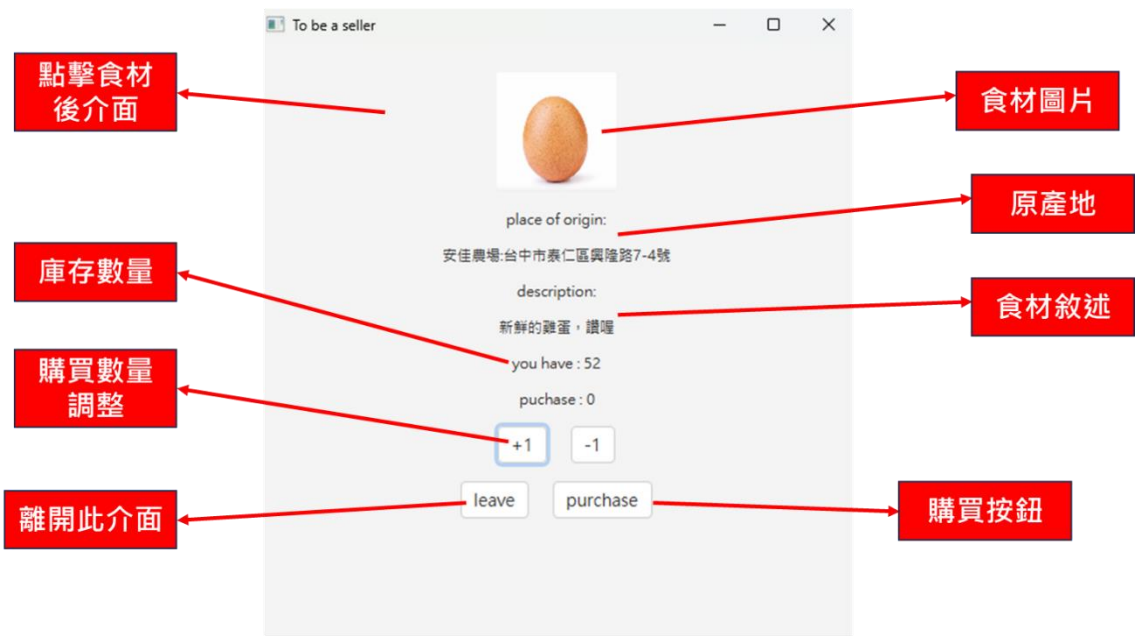 To be a seller
點擊食材
後介面
食材圖片
place of origin:
原產地
安佳農場:台中市泰仁區興隆路7-4號
庫存數量
description:
食材敘述
新鮮的雞蛋，讚喔
you have : 52
購買數量
調整
puchase : 0
+1
-1
leave
purchase
離開此介面
購買按鈕